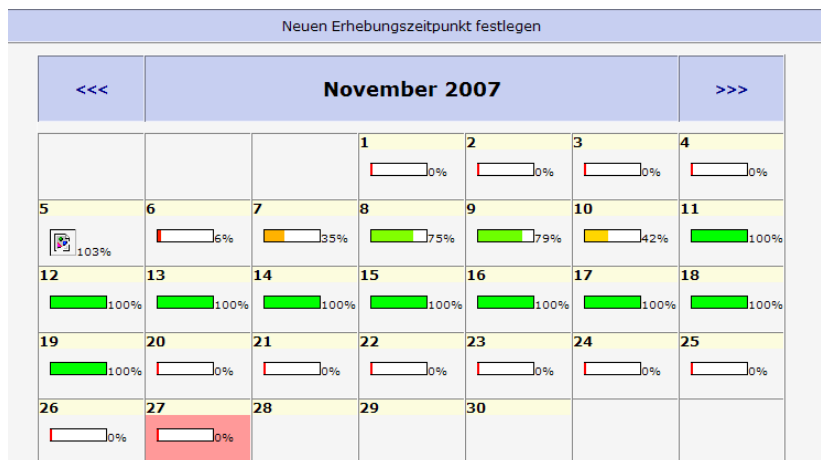 Neuen Erhebungszeitpunkt festlegen
<<< November 2007 >>>
1 2 3 4
0% 0% 0% 0%
5 6 7 8 9 10 11
103% 6% 35% 75% 79% 42% 100%
12 13 14 15 16 17 18
100% 100% 100% 100% 100% 100% 100%
19 20 21 22 23 24 25
100% 0% 0% 0% 0% 0% 0%
26 27 28 29 30
0% 0%